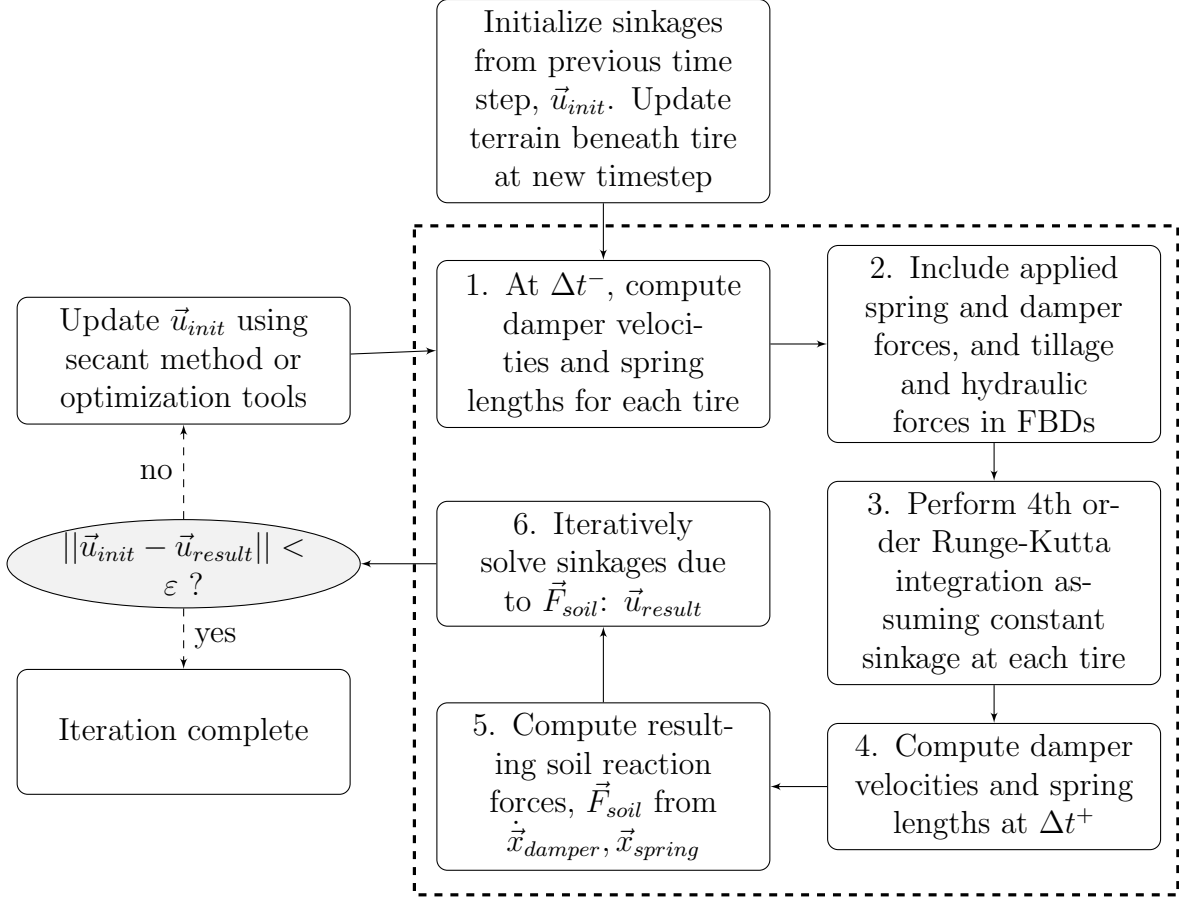 Initialize sinkages
from previous time
step, $\vec{u}_{init}$. Update
terrain beneath tire
at new timestep
1. At $\Delta t^-$, compute
damper veloci-
ties and spring
lengths for each tire
2. Include applied
spring and damper
forces, and tillage
and hydraulic
forces in FBDs
3. Perform 4th or-
der Runge-Kutta
integration as-
suming constant
sinkage at each tire
4. Compute damper
velocities and spring
lengths at $\Delta t^+$
5. Compute result-
ing soil reaction
forces, $\vec{F}_{soil}$ from
$\dot{\vec{x}}_{damper}, \vec{x}_{spring}$
6. Iteratively
solve sinkages due
to $\vec{F}_{soil}$: $\vec{u}_{result}$
$||\vec{u}_{init} - \vec{u}_{result}|| <$
$\varepsilon$ ?
no
Update $\vec{u}_{init}$ using
secant method or
optimization tools
yes
Iteration complete